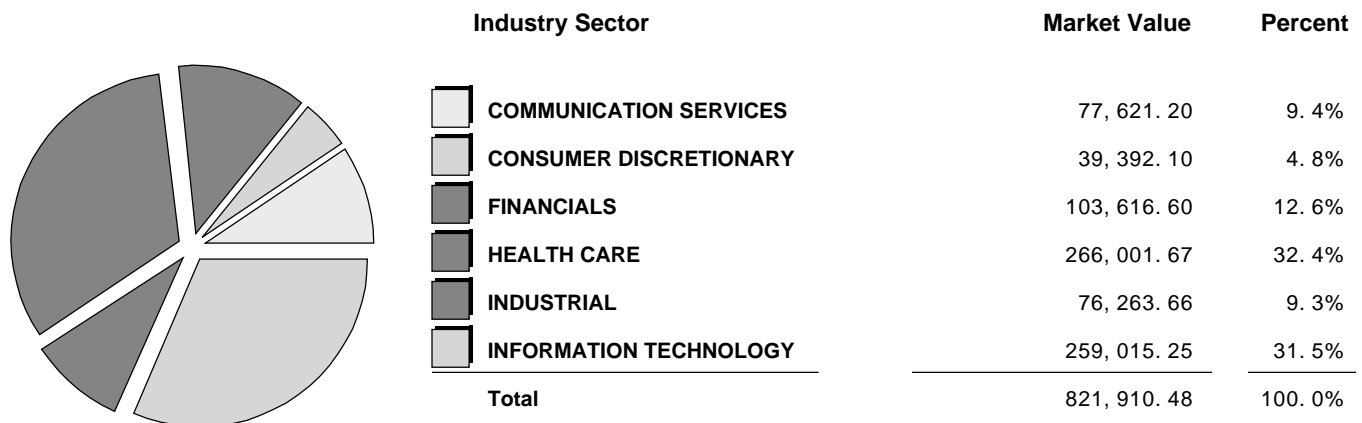 Industry Sector Market Value Percent
COMMUNICATION SERVICES 77, 621. 20 9. 4%
CONSUMER DISCRETIONARY 39, 392. 10 4. 8%
FINANCIALS 103, 616. 60 12. 6%
HEALTH CARE 266, 001. 67 32. 4%
INDUSTRIAL 76, 263. 66 9. 3%
INFORMATION TECHNOLOGY 259, 015. 25 31. 5%
Total 821, 910. 48 100. 0%